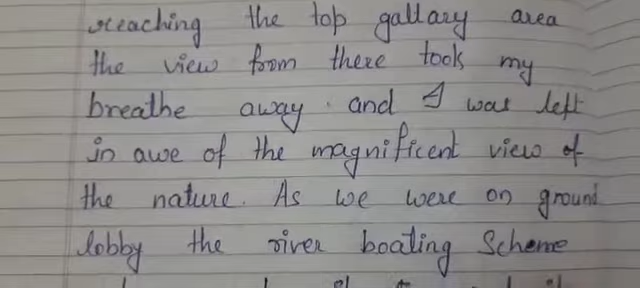 reaching the top gallary area
the view from there took my
breathe away. and I was left
in awe of the magnificent view of
the nature. As we were on ground
lobby the river boating Scheme